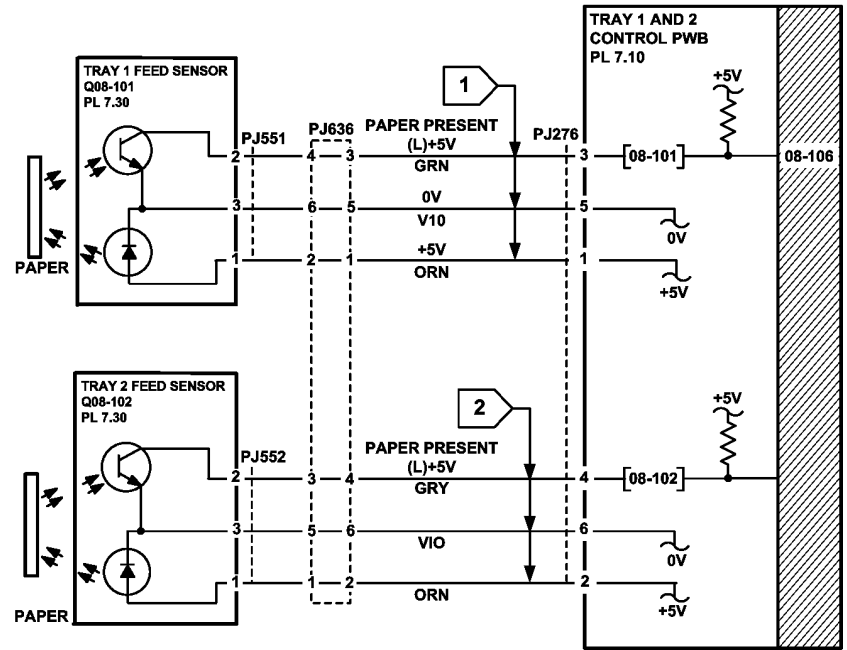 TRAY 1 AND 2
CONTROL PWB
PL 7.10
TRAY 1 FEED SENSOR
Q08-101
PL 7.30
1
+5V
PJ551
PJ636
PAPER PRESENT
(L)+5V
PJ276
2
4
3
GRN
3
[08-101]
08-106
3
6
5
0V
V10
5
0V
1
2
1
+5V
ORN
1
+5V
PAPER
TRAY 2 FEED SENSOR
Q08-102
PL 7.30
2
+5V
PJ552
PAPER PRESENT
(L)+5V
2
3
4
GRY
4
[08-102]
3
5
6
VIO
6
0V
1
1
2
ORN
2
+5V
PAPER